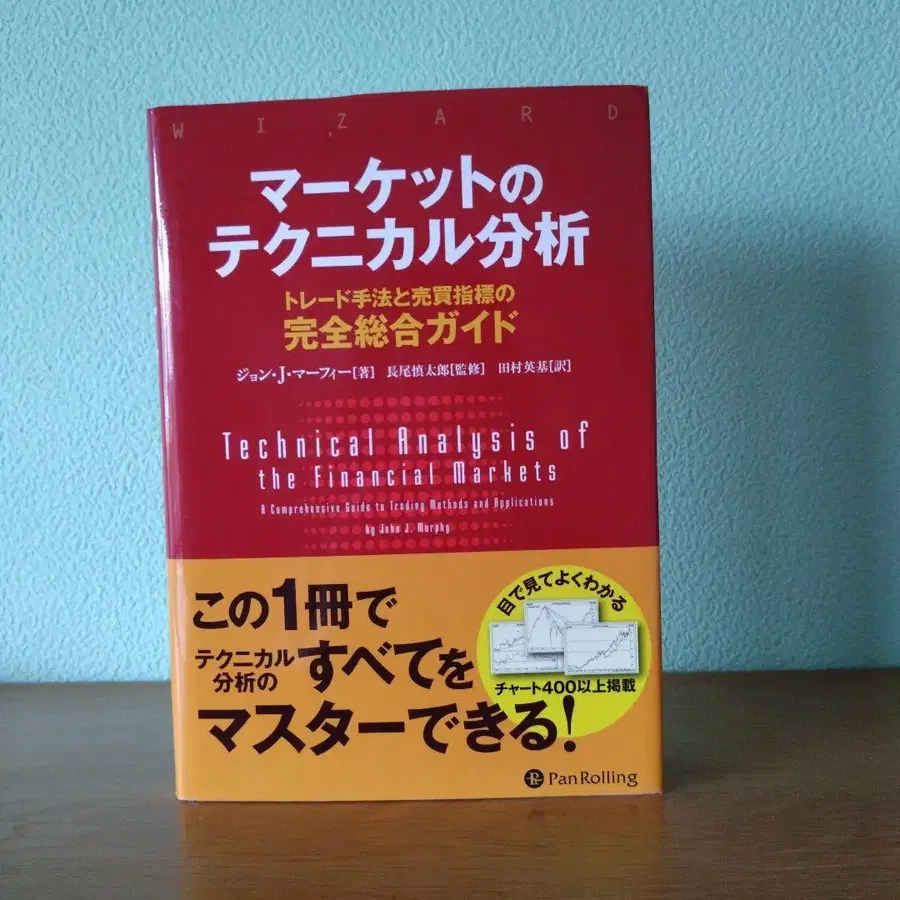 WIZARD
マーケットの
テクニカル分析
トレード手法と売買指標の
完全総合ガイド
ジョン・J・マーフィー[著] 長尾慎太郎[監修] 田村英基[訳]
Technical Analysis of
the Financial Markets
A Comprehensive Guide to Trading Methods and Applications
by John J. Murphy
この1冊で
テクニカル
分析の
すべてを
マスターできる!
目で見てよくわかる
チャート400以上掲載
PanRolling